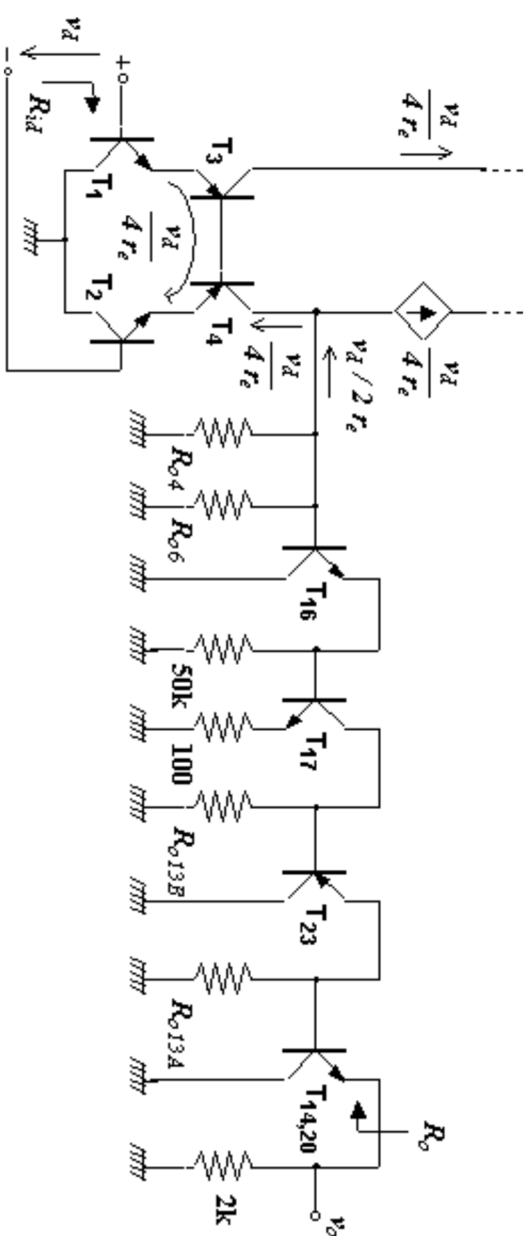 v_d
4 r_e
v_d
4 r_e
v_d / 2 r_e
R_o
v_o
T_3
T_4
v_d
4 r_e
v_d
4 r_e
T_16
T_17
T_23
T_14,20
+
-
v_d
R_id
T_1
T_2
R_o4
R_o6
50k
100
R_o13B
R_o13A
2k